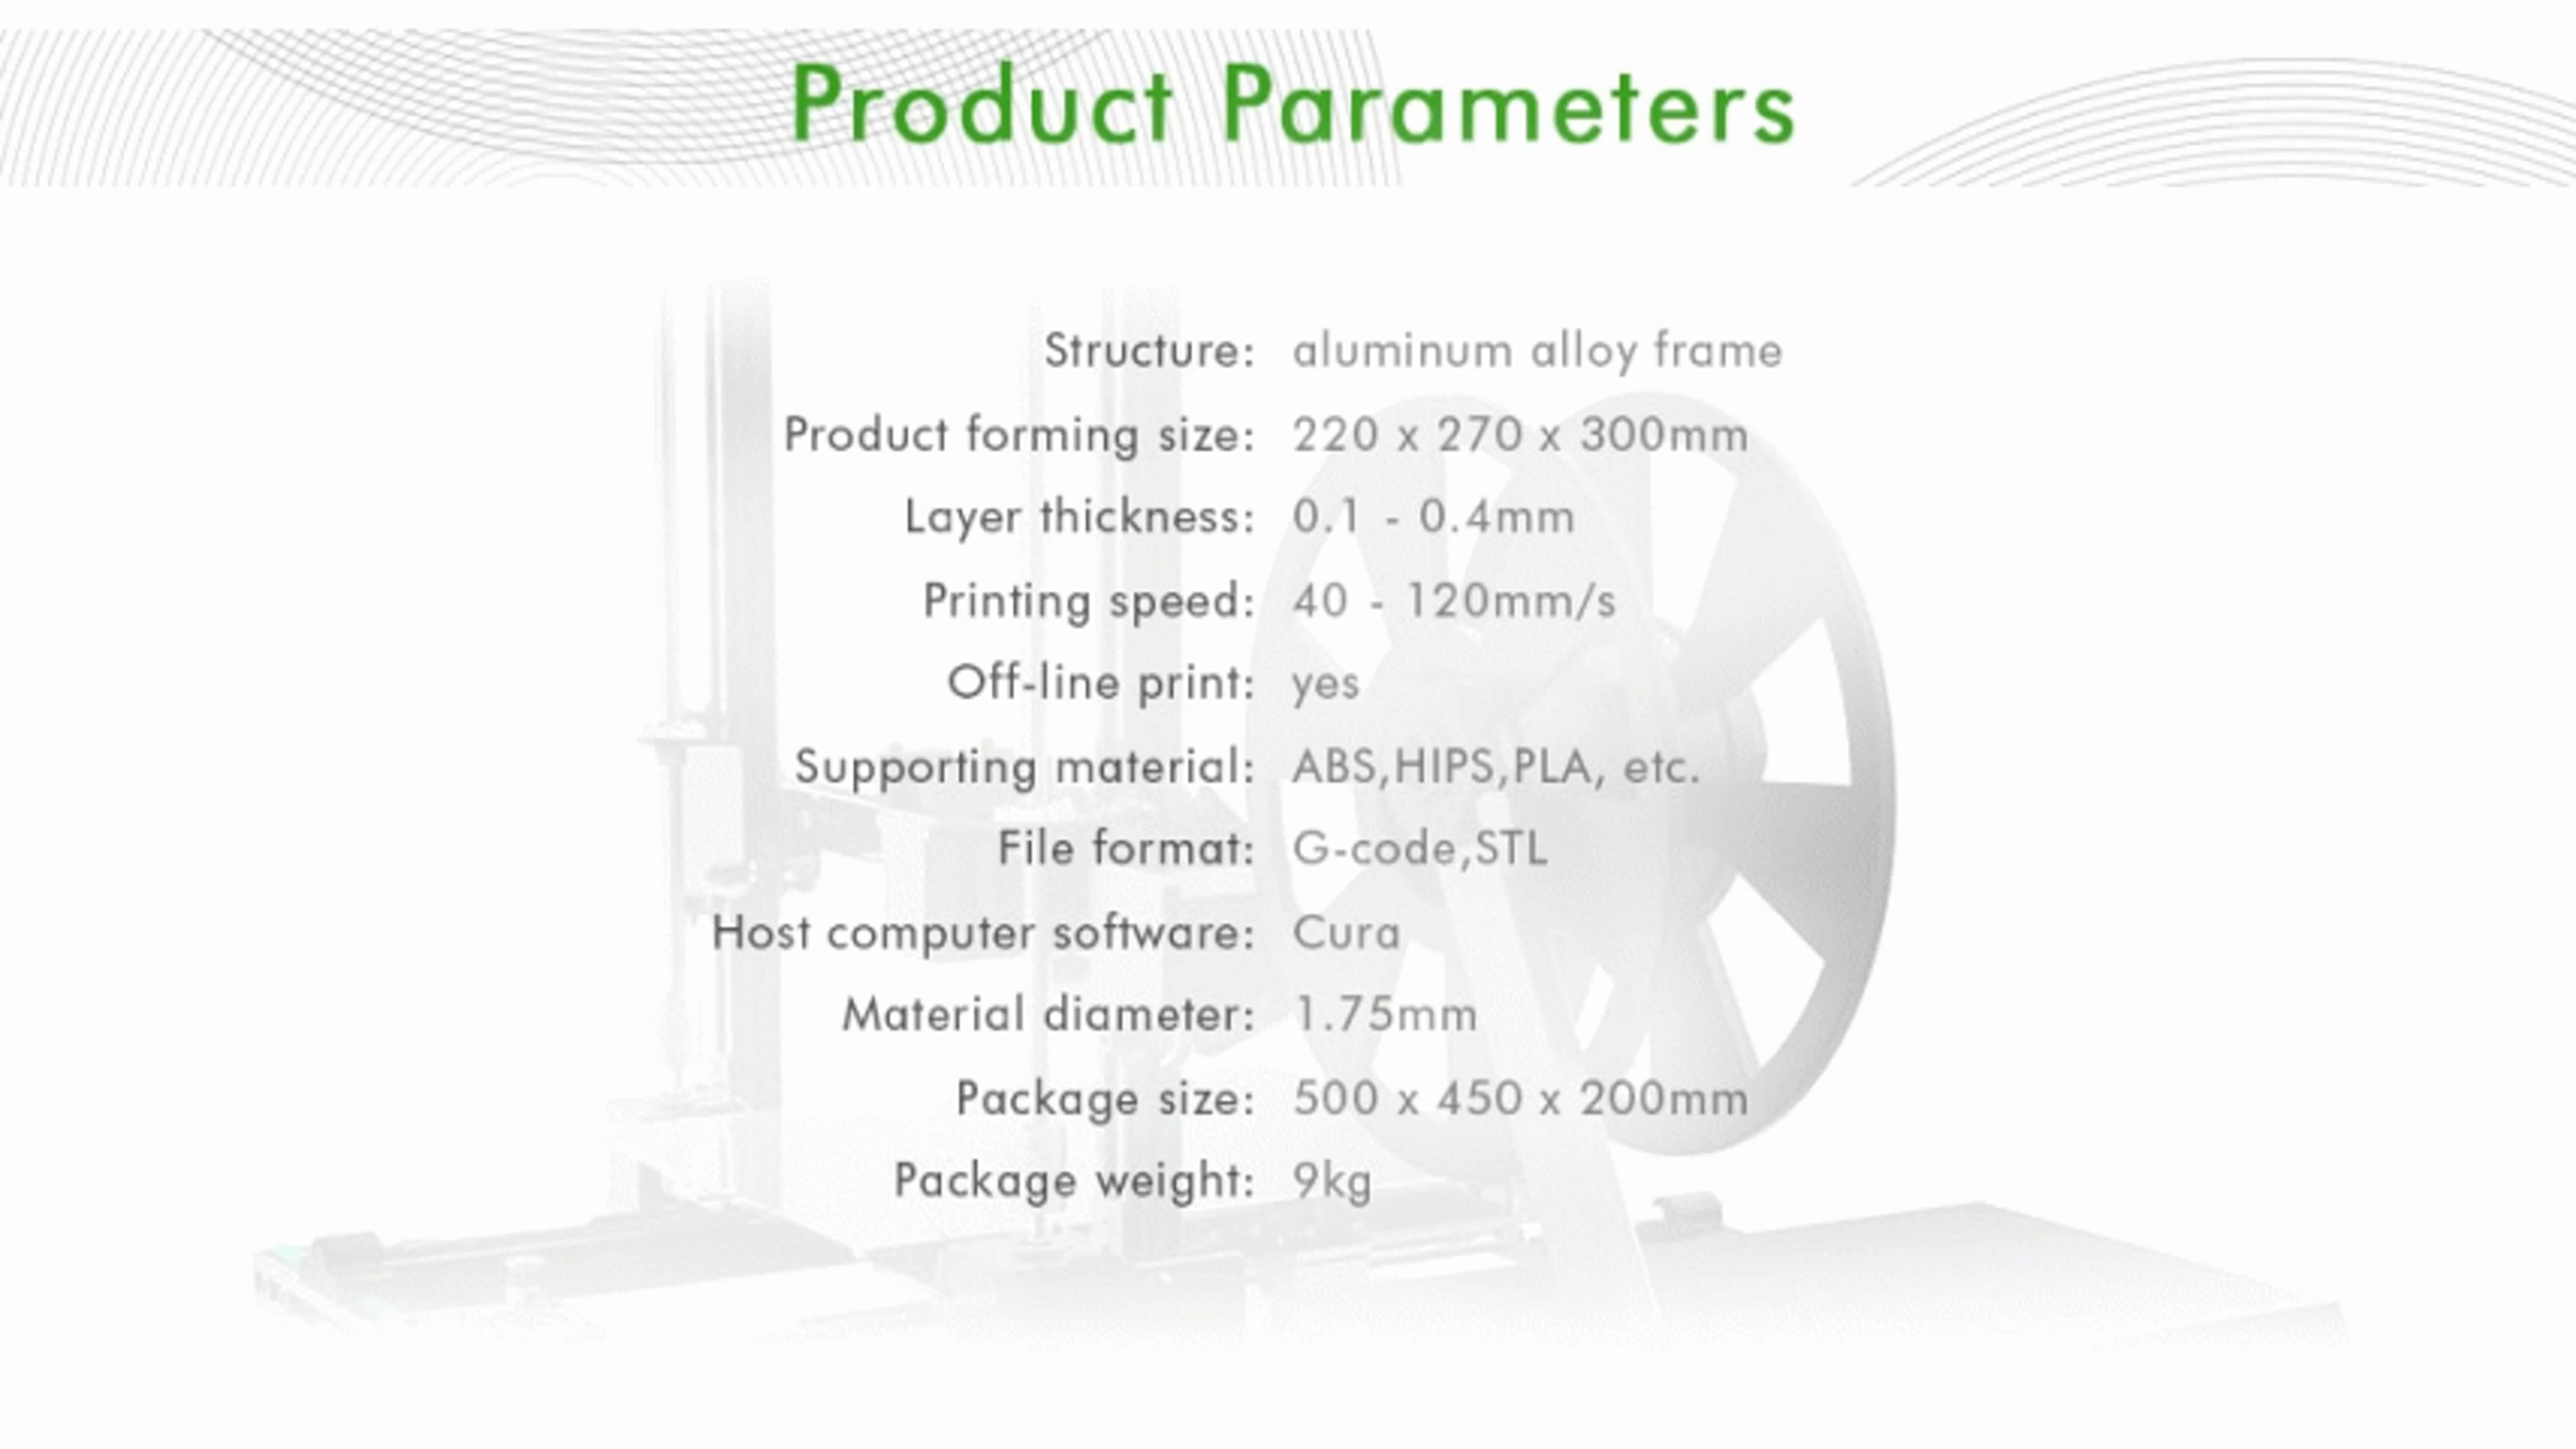 Product Parameters
Structure: aluminum alloy frame
Product forming size: 220 x 270 x 300mm
Layer thickness: 0.1 - 0.4mm
Printing speed: 40 - 120mm/s
Off-line print: yes
Supporting material: ABS,HIPS,PLA, etc.
File format: G-code,STL
Host computer software: Cura
Material diameter: 1.75mm
Package size: 500 x 450 x 200mm
Package weight: 9kg